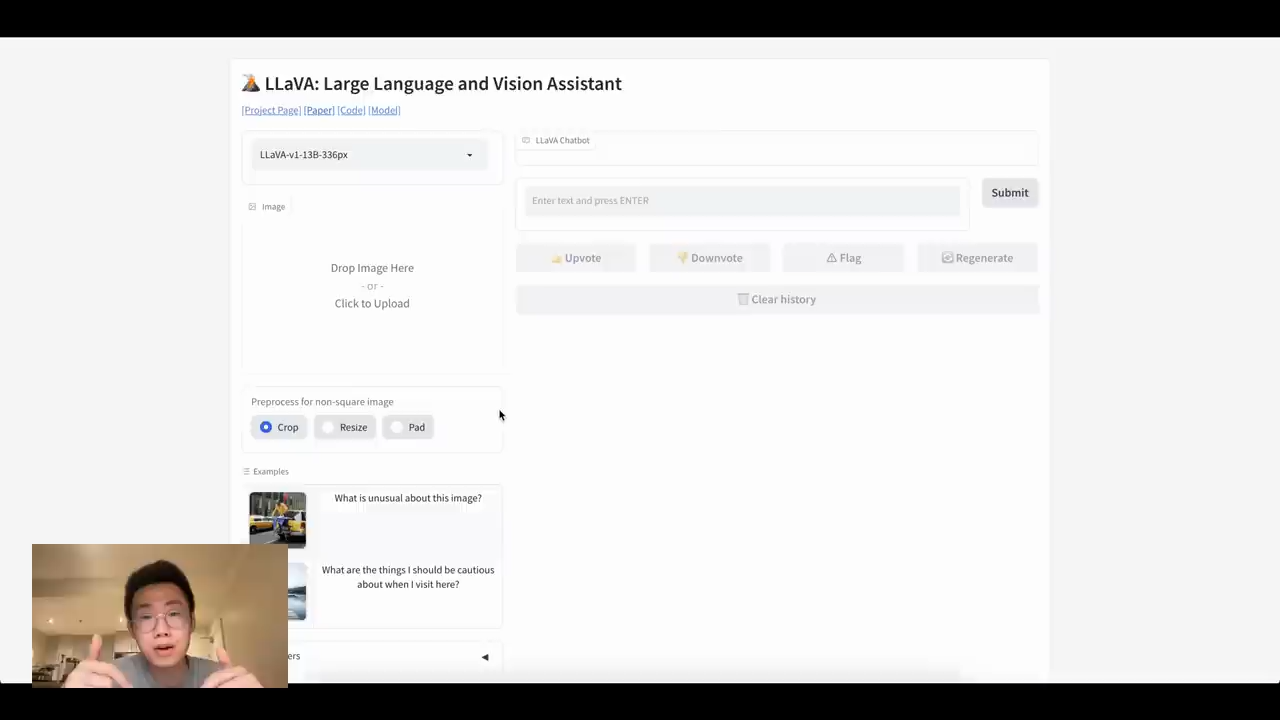 LLaVA: Large Language and Vision Assistant
[Project Page] [Paper] [Code] [Model]
LLaVA-v1-13B-336px
Image
Drop Image Here
- or -
Click to Upload
Preprocess for non-square image
Crop
Resize
Pad
Examples
What is unusual about this image?
What are the things I should be cautious
about when I visit here?
ers
LLaVA Chatbot
Enter text and press ENTER
Submit
Upvote
Downvote
Flag
Regenerate
Clear history